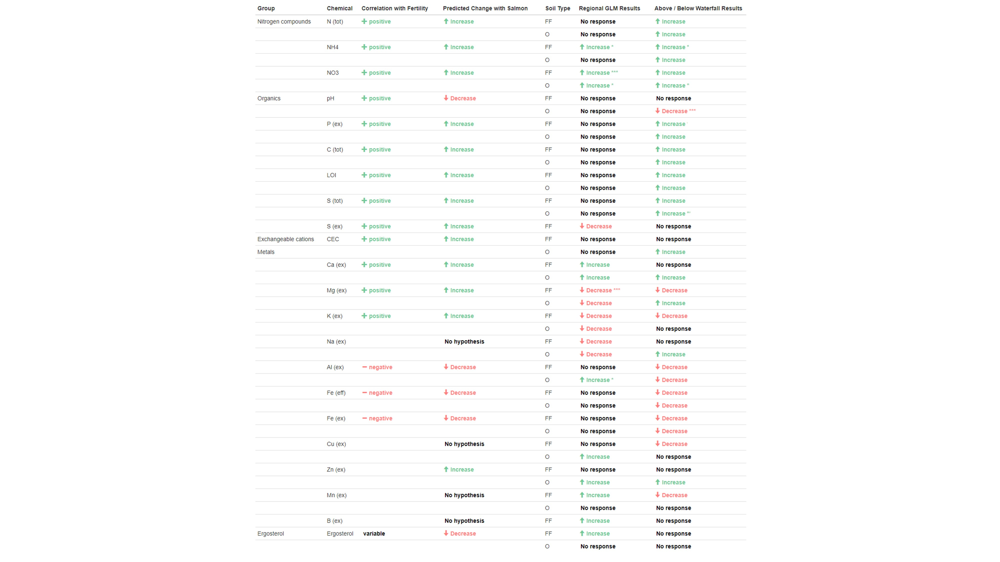 Group Chemical Correlation with Fertility Predicted Change with Salmon Soil Type Regional GLM Results Above / Below Waterfall Results
Nitrogen compounds N (tot) + positive Increase FF No response Increase
O No response Increase
NH4 + positive Increase FF Increase * Increase *
O No response Increase
NO3 + positive Increase FF Increase *** Increase
O Increase * Increase *
Organics pH + positive Decrease FF No response No response
O No response Decrease ***
P (ex) + positive Increase FF No response Increase
O No response Increase
C (tot) + positive Increase FF No response Increase
O No response Increase
LOI + positive Increase FF No response Increase
O No response Increase
S (tot) + positive Increase FF No response Increase
O No response Increase
S (ex) + positive Increase FF Decrease No response
Exchangeable cations CEC + positive Increase FF No response No response
Metals O No response Increase
Ca (ex) + positive Increase FF Increase No response
O Increase Increase
Mg (ex) + positive Increase FF Decrease *** Decrease
O Decrease Increase
K (ex) + positive Increase FF Decrease Decrease
O Decrease No response
Na (ex) No hypothesis FF Decrease No response
O Decrease Increase
Al (ex) − negative Decrease FF No response Decrease
O Increase * Decrease
Fe (eff) − negative Decrease FF No response Decrease
O No response Decrease
Fe (ex) − negative Decrease FF No response Decrease
O No response Decrease
Cu (ex) No hypothesis FF No response Decrease
O Increase No response
Zn (ex) Increase FF No response No response
O Increase Increase
Mn (ex) No hypothesis FF Increase Decrease
O No response No response
B (ex) No hypothesis FF Increase No response
Ergosterol Ergosterol variable Decrease FF Increase No response
O No response No response